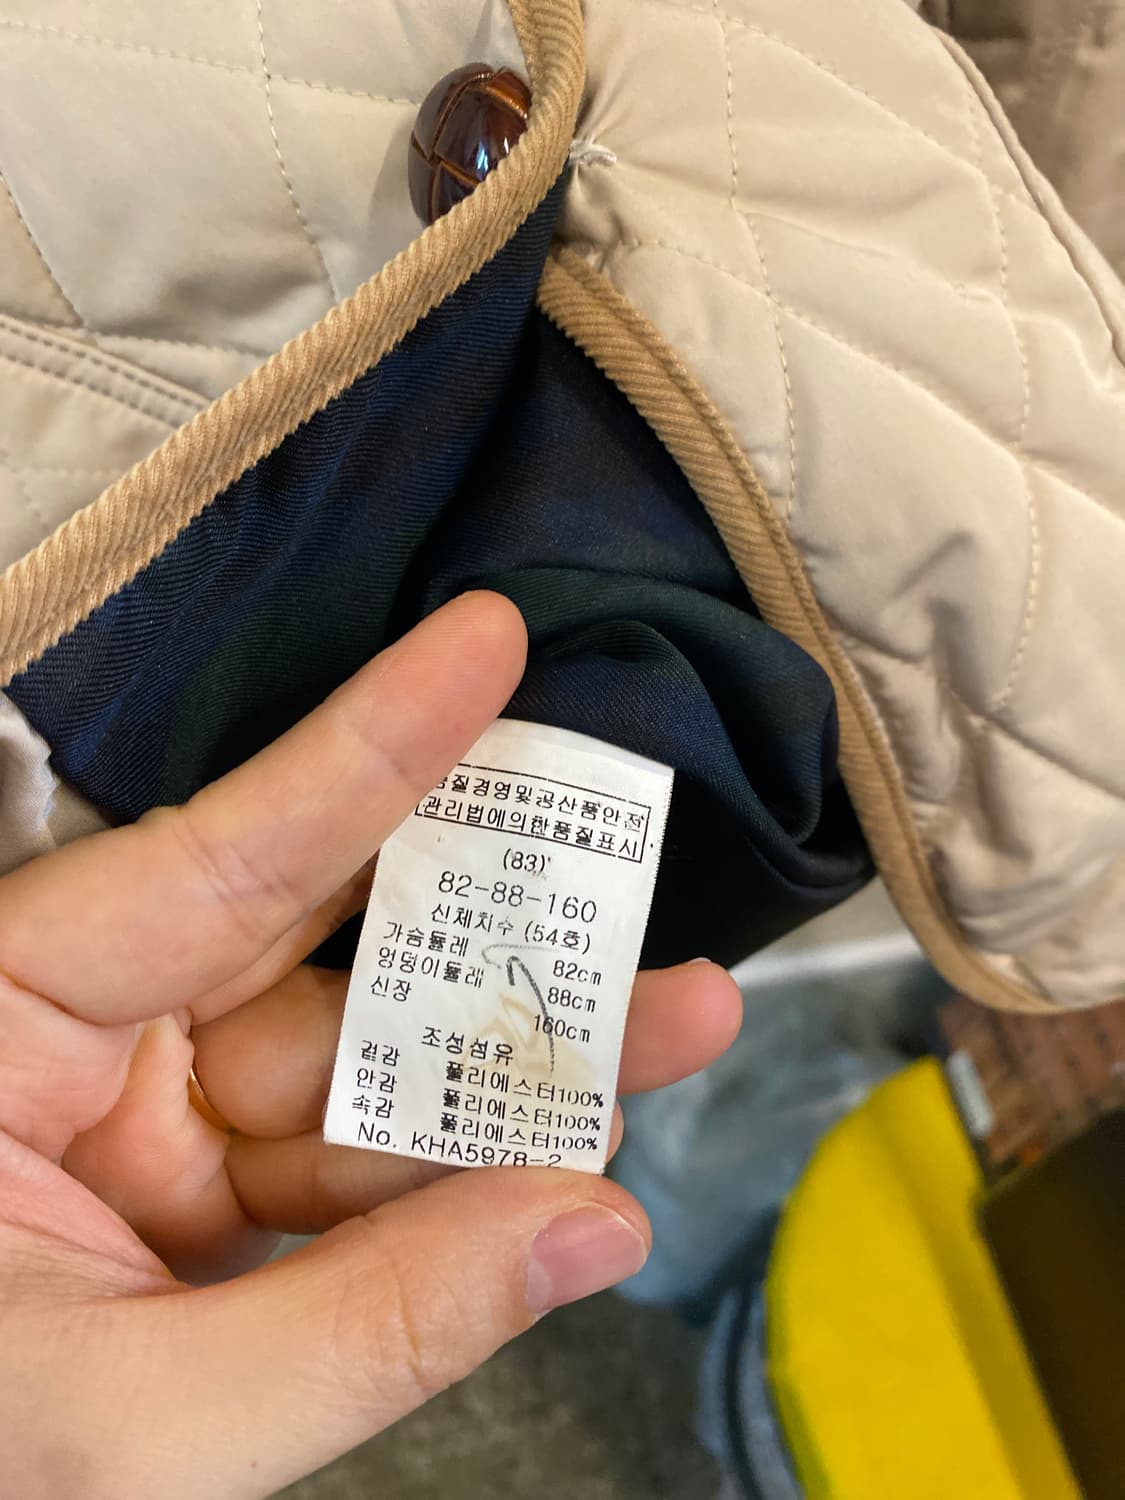 품질경영및공산품안전
관리법에의한품질표시
(83)
82-88-160
신체치수 (54호)
가슴둘레 82cm
엉덩이둘레 88cm
신장 160cm
조성섬유
겉감 폴리에스터100%
안감 폴리에스터100%
속감 폴리에스터100%
No. KHA5978-2